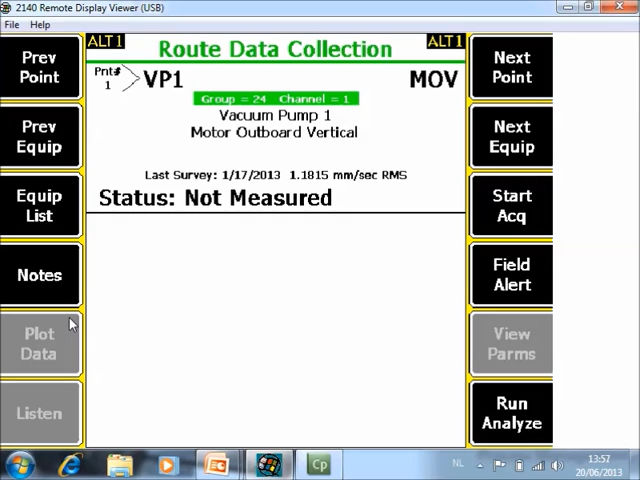 2140 Remote Display Viewer (USB)
File Help
ALT1 Route Data Collection ALT1
Prev Point
Prev Equip
Equip List
Notes
Plot Data
Listen
Pnt# 1 VP1 MOV
Group = 24 Channel = 1
Vacuum Pump 1
Motor Outboard Vertical
Last Survey: 1/17/2013 1.1815 mm/sec RMS
Status: Not Measured
Next Point
Next Equip
Start Acq
Field Alert
View Parms
Run Analyze
Cp
NL
13:57
20/06/2013